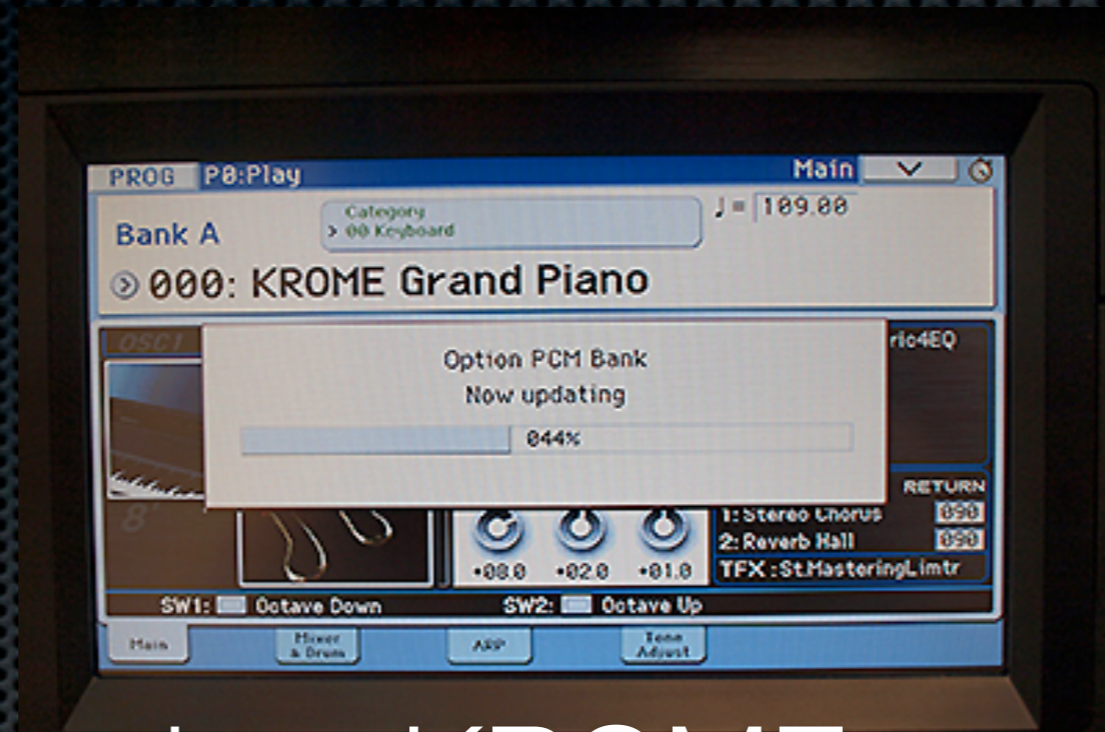 PROG P0:Play Main
Category
♩= 109.00
Bank A
> 00 Keyboard
000: KROME Grand Piano
OSC1
ric4EQ
Option PCM Bank
Now updating
044%
RETURN
8'
1: Stereo Chorus 090
2: Reverb Hall 090
+08.0 +02.0 +01.0
TFX : St.MasteringLimtr
SW1: Octave Down SW2: Octave Up
Main Mixer & Drum ARP Tone Adjust
KROME